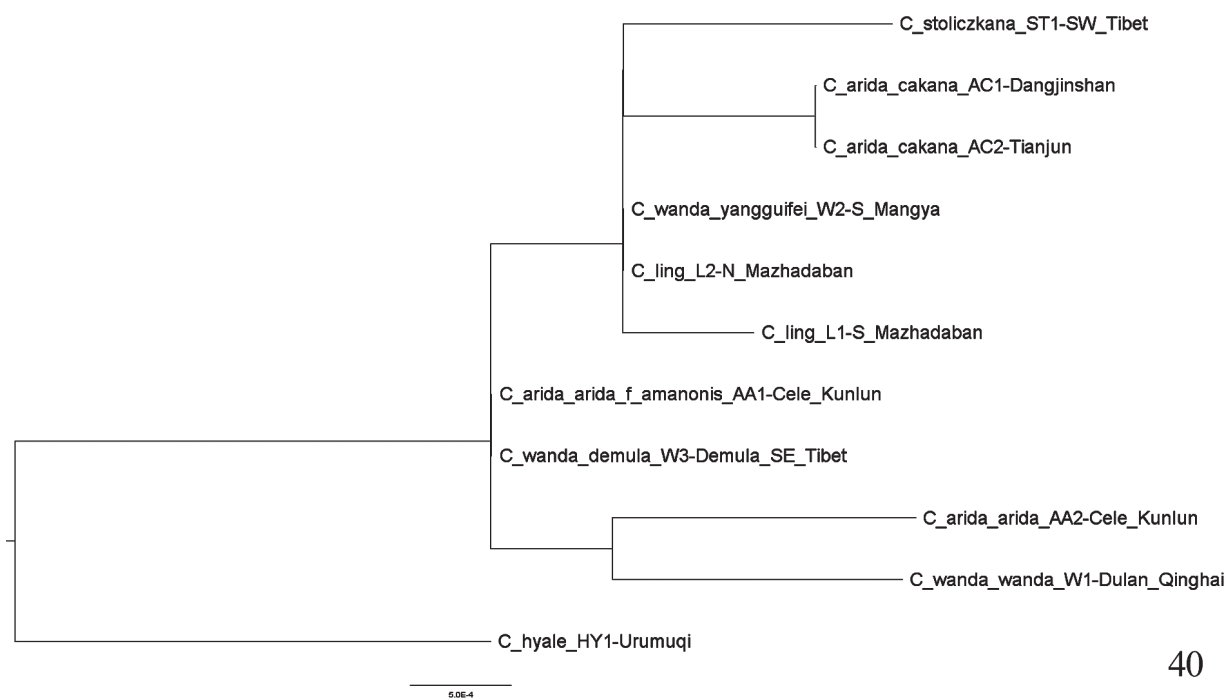 C_stoliczkana_ST1-SW_Tibet
C_arida_cakana_AC1-Dangjinshan
C_arida_cakana_AC2-Tianjun
C_wanda_yangguifei_W2-S_Mangya
C_ling_L2-N_Mazhadaban
C_ling_L1-S_Mazhadaban
C_arida_arida_f_amanonis_AA1-Cele_Kunlun
C_wanda_demula_W3-Demula_SE_Tibet
C_arida_arida_AA2-Cele_Kunlun
C_wanda_wanda_W1-Dulan_Qinghai
C_hyale_HY1-Urumuqi
40
5.0E-4